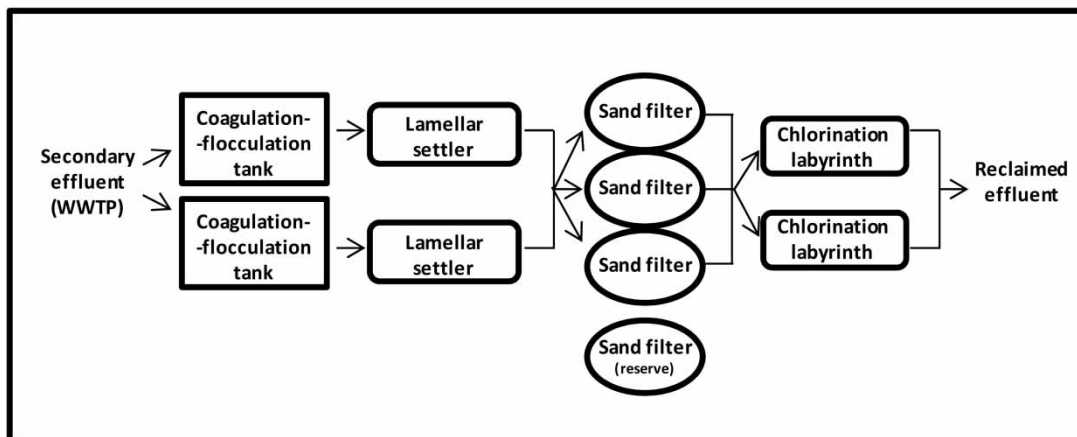 Secondary
effluent
(WWTP)
Coagulation-
-flocculation
tank
Coagulation-
-flocculation
tank
Lamellar
settler
Lamellar
settler
Sand filter
Sand filter
Sand filter
Sand filter
(reserve)
Chlorination
labyrinth
Chlorination
labyrinth
Reclaimed
effluent